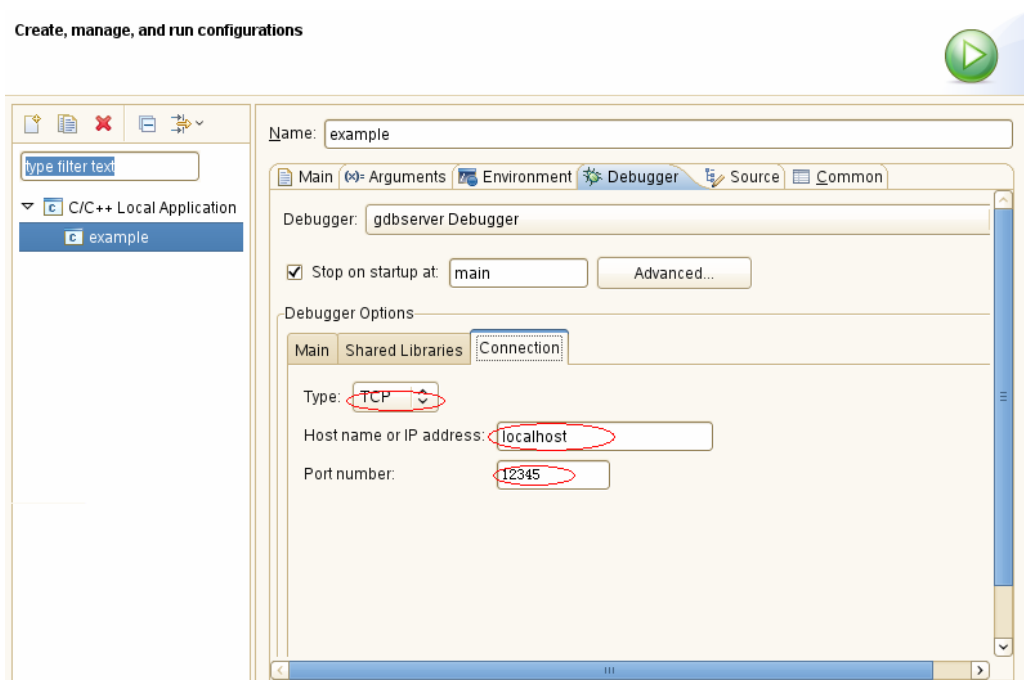 Create, manage, and run configurations
type filter text
C/C++ Local Application
example
Name: example
Main (x)= Arguments Environment Debugger Source Common
Debugger: gdbserver Debugger
Stop on startup at: main Advanced...
Debugger Options
Main Shared Libraries Connection
Type: TCP
Host name or IP address: localhost
Port number: 12345